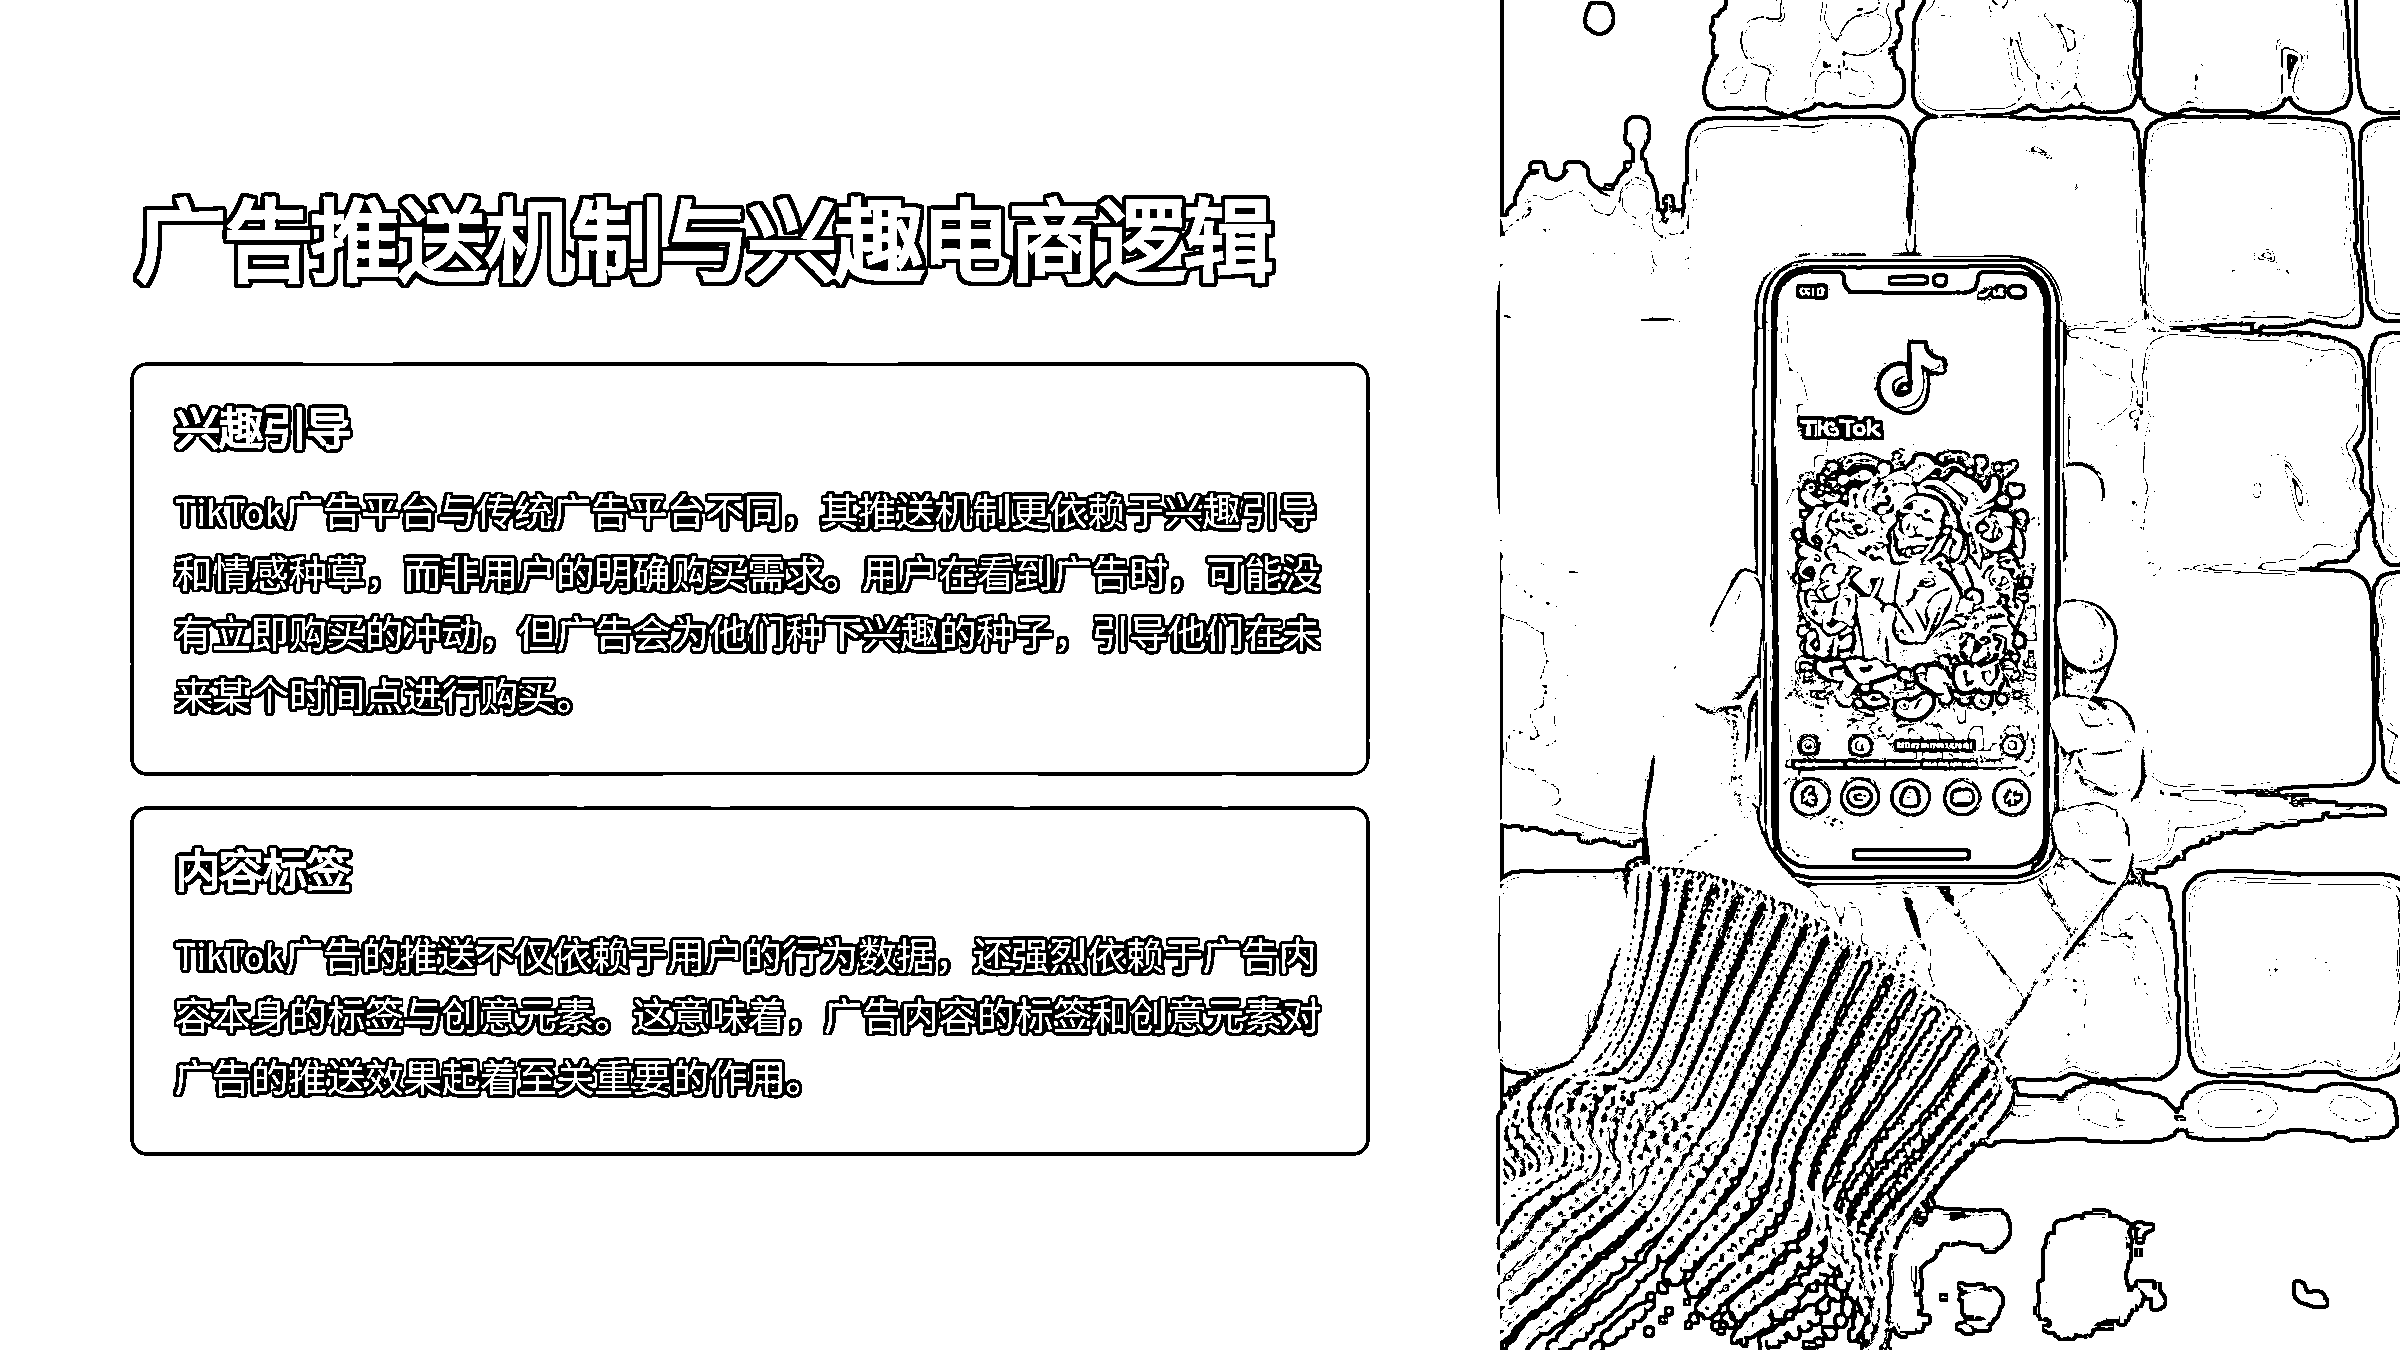 广告推送机制与兴趣电商逻辑
兴趣引导
TikTok广告平台与传统广告平台不同，其推送机制更依赖于兴趣引导
和情感种草，而非用户的明确购买需求。用户在看到广告时，可能没
有立即购买的冲动，但广告会为他们种下兴趣的种子，引导他们在未
来某个时间点进行购买。
内容标签
TikTok广告的推送不仅依赖于用户的行为数据，还强烈依赖于广告内
容本身的标签与创意元素。这意味着，广告内容的标签和创意元素对
广告的推送效果起着至关重要的作用。
TikTok